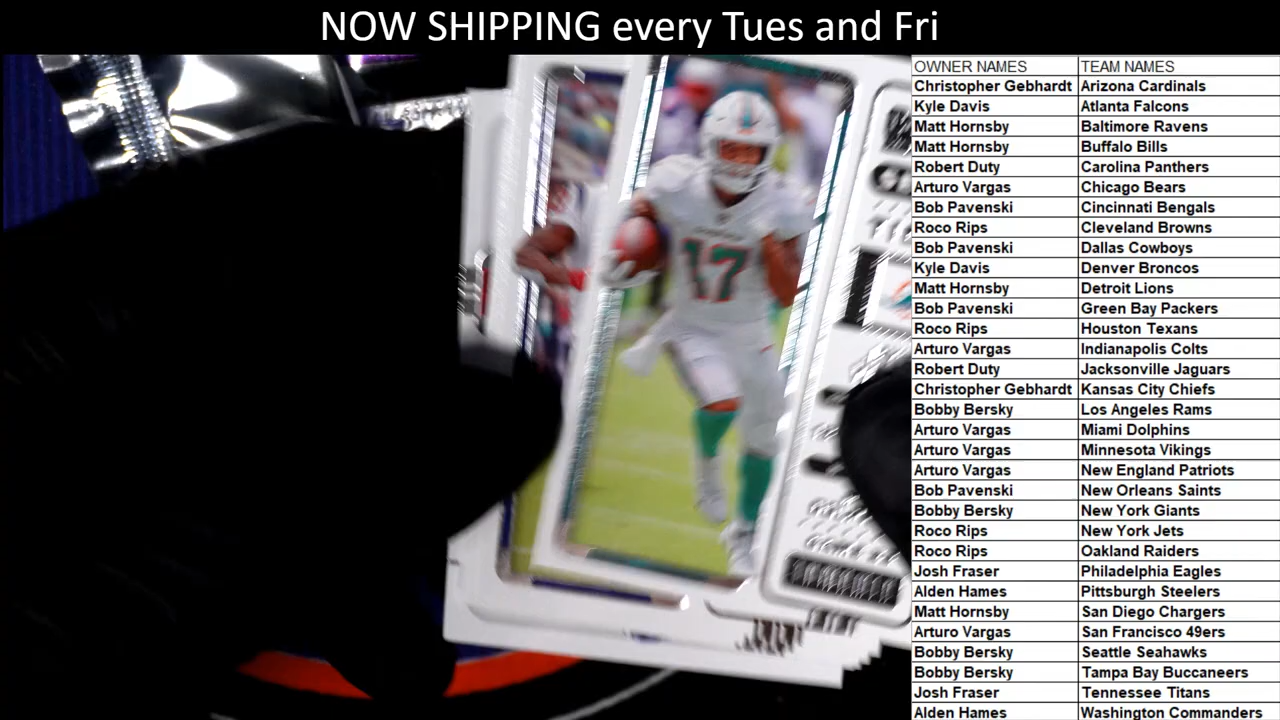 NOW SHIPPING every Tues and Fri
OWNER NAMES TEAM NAMES
Christopher Gebhardt Arizona Cardinals
Kyle Davis Atlanta Falcons
Matt Hornsby Baltimore Ravens
Matt Hornsby Buffalo Bills
Robert Duty Carolina Panthers
Arturo Vargas Chicago Bears
Bob Pavenski Cincinnati Bengals
Roco Rips Cleveland Browns
Bob Pavenski Dallas Cowboys
Kyle Davis Denver Broncos
Matt Hornsby Detroit Lions
Bob Pavenski Green Bay Packers
Roco Rips Houston Texans
Arturo Vargas Indianapolis Colts
Robert Duty Jacksonville Jaguars
Christopher Gebhardt Kansas City Chiefs
Bobby Bersky Los Angeles Rams
Arturo Vargas Miami Dolphins
Arturo Vargas Minnesota Vikings
Arturo Vargas New England Patriots
Bob Pavenski New Orleans Saints
Bobby Bersky New York Giants
Roco Rips New York Jets
Roco Rips Oakland Raiders
Josh Fraser Philadelphia Eagles
Alden Hames Pittsburgh Steelers
Matt Hornsby San Diego Chargers
Arturo Vargas San Francisco 49ers
Bobby Bersky Seattle Seahawks
Bobby Bersky Tampa Bay Buccaneers
Josh Fraser Tennessee Titans
Alden Hames Washington Commanders
17